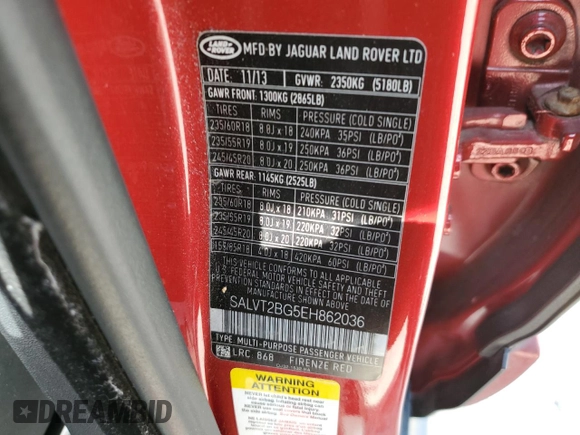 LAND ROVER
MFD·BY JAGUAR LAND ROVER LTD
DATE: 11/13 GVWR: 2350KG (5180LB)
GAWR FRONT: 1300KG (2865LB)
TIRES RIMS PRESSURE (COLD SINGLE)
235/60R18 8.0J x 18 240KPA 35PSI (LB/PO²)
235/55R19 8.0J x 19 250KPA 36PSI (LB/PO²)
245/45R20 8.0J x 20 250KPA 36PSI (LB/PO²)
GAWR REAR: 1145KG (2525LB)
TIRES RIMS PRESSURE (COLD SINGLE)
235/60R18 8.0J x 18 210KPA 31PSI (LB/PO²)
235/55R19 8.0J x 19 220KPA 32PSI (LB/PO²)
245/45R20 8.0J x 20 220KPA 32PSI (LB/PO²)
155/85R18 4.0J x 18 420KPA 60PSI (LB/PO²)
THIS VEHICLE CONFORMS TO ALL APPLICABLE
U.S. FEDERAL MOTOR VEHICLE SAFETY AND
THEFT PREVENTION STANDARDS IN EFFECT
ON THE DATE OF MANUFACTURE SHOWN ABOVE
SALVT2BG5EH862036
TYPE: MULTI-PURPOSE PASSENGER VEHICLE
LRC 868 FIRENZE RED
WARNING
ATTENTION
DREAMBID